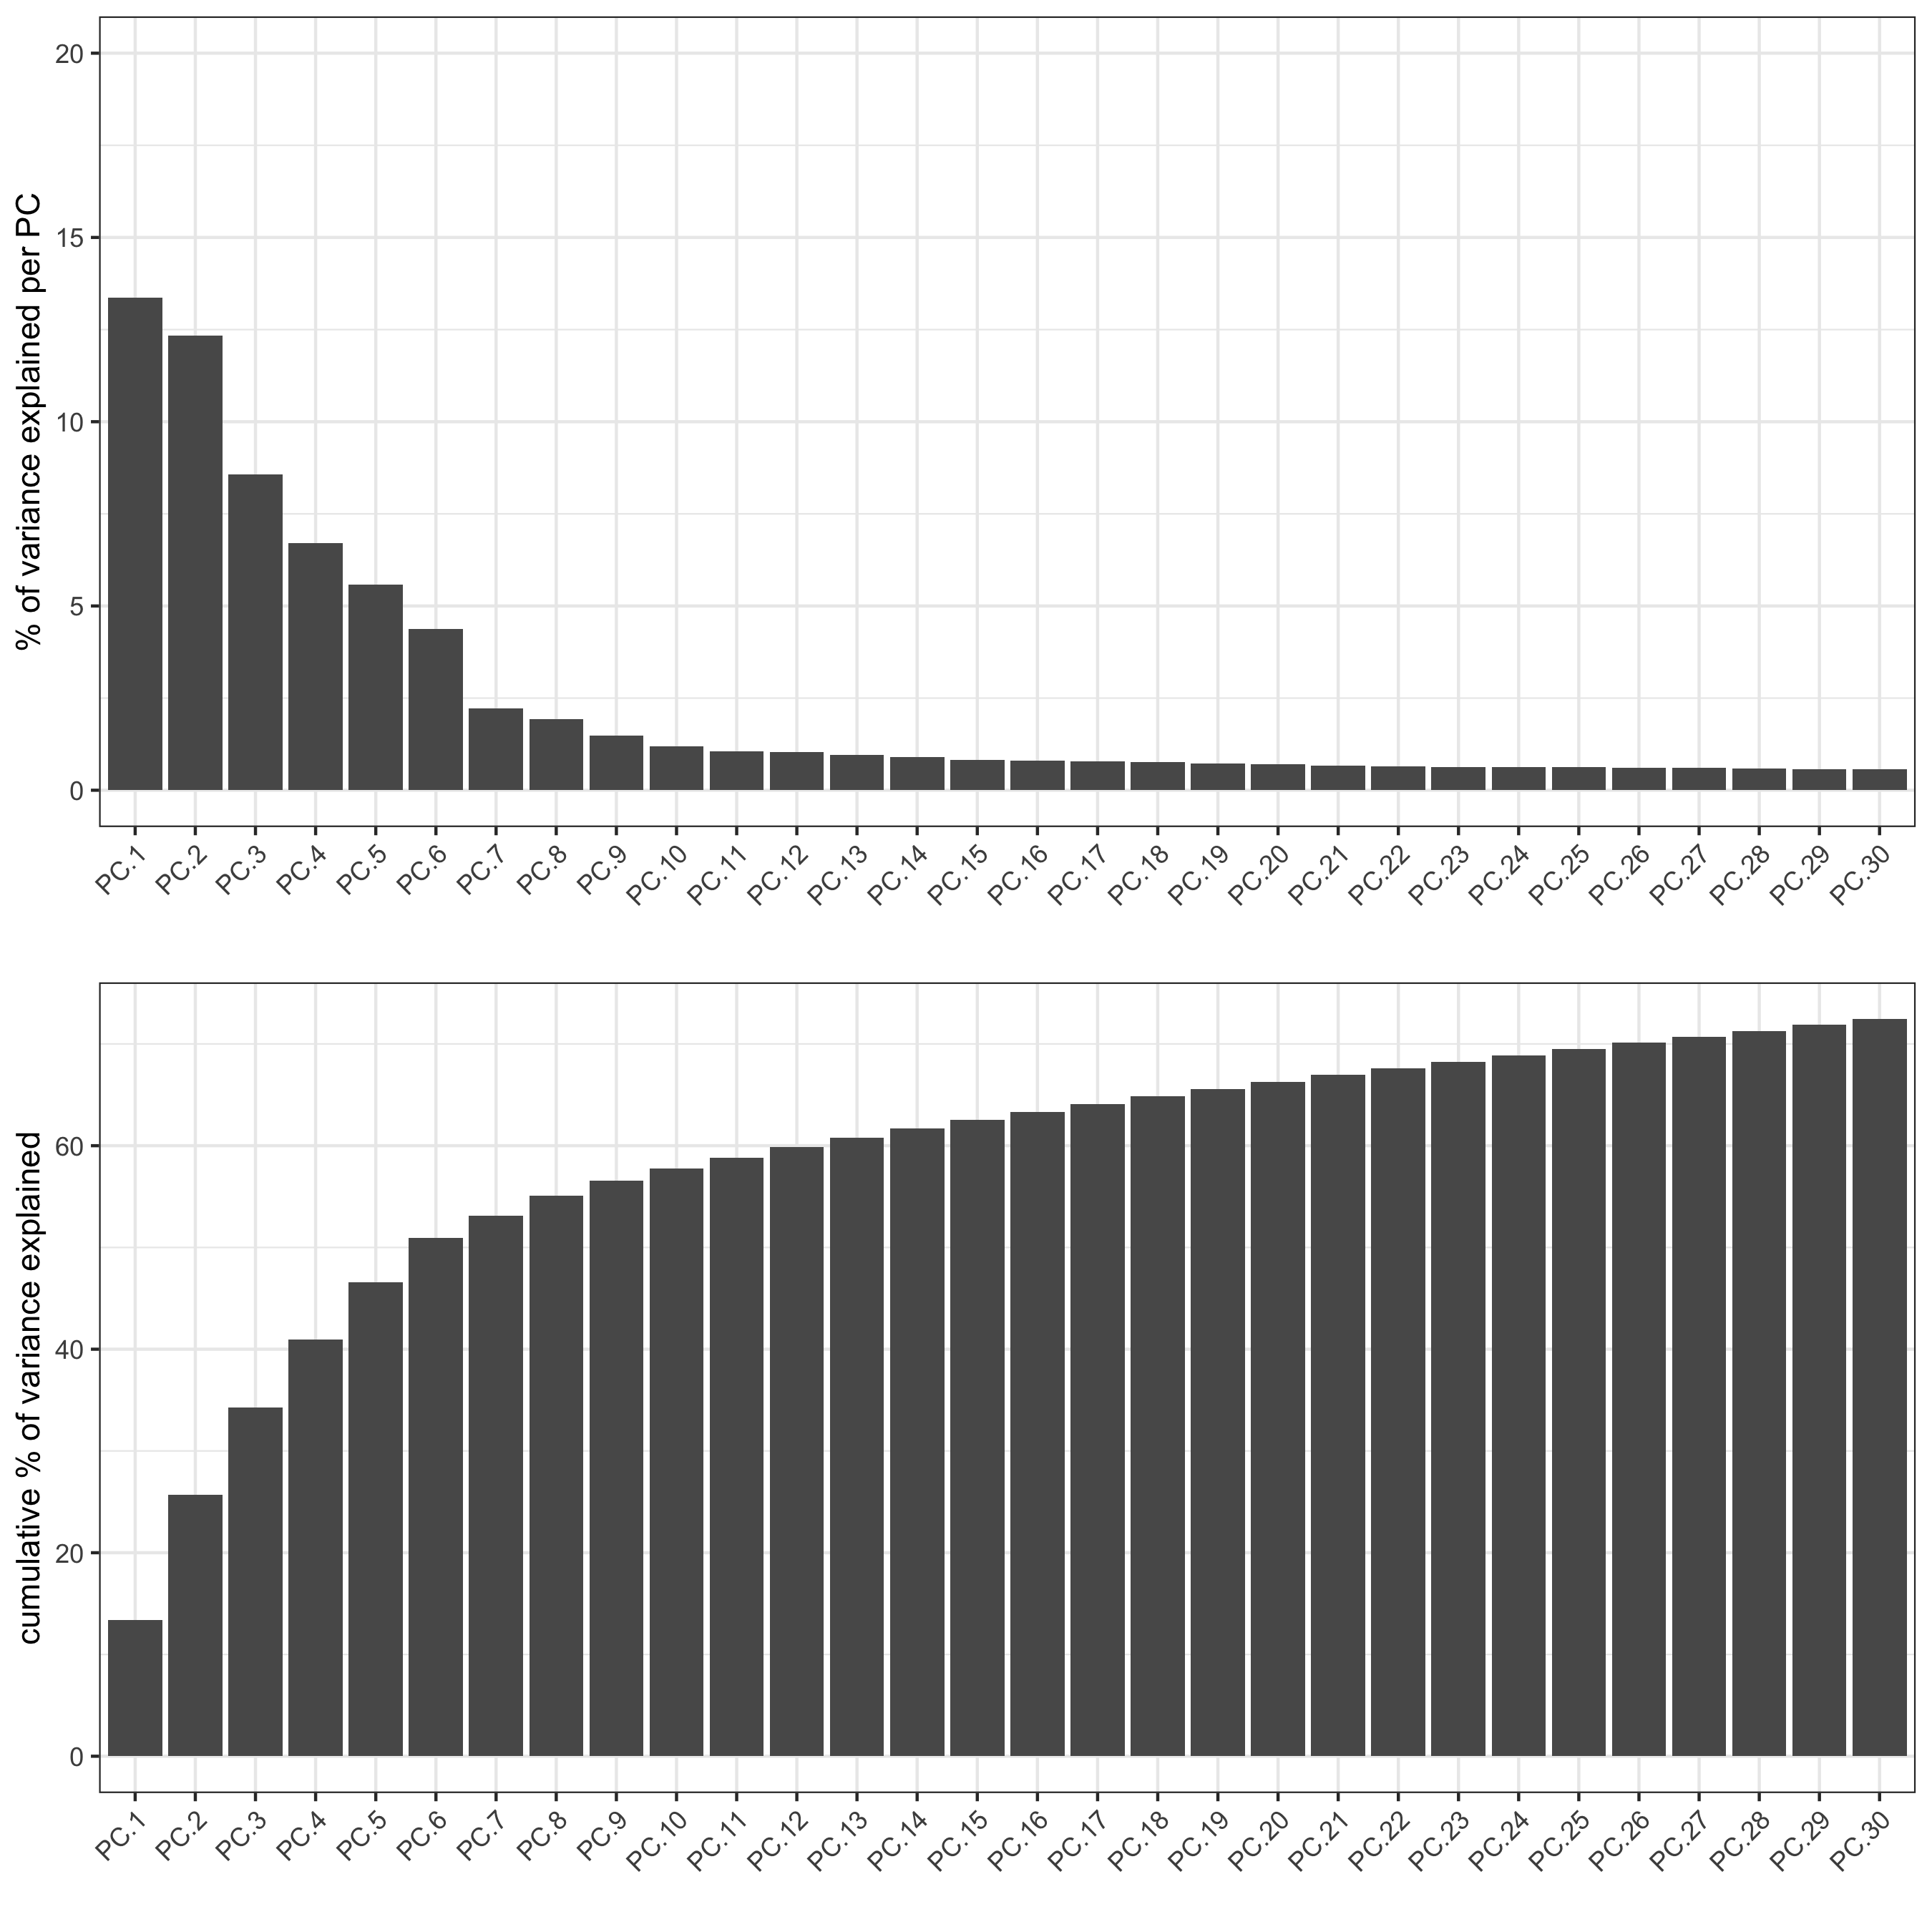 % of variance explained per PC
20
15
10
5
0
PC.1 PC.2 PC.3 PC.4 PC.5 PC.6 PC.7 PC.8 PC.9 PC.10 PC.11 PC.12 PC.13 PC.14 PC.15 PC.16 PC.17 PC.18 PC.19 PC.20 PC.21 PC.22 PC.23 PC.24 PC.25 PC.26 PC.27 PC.28 PC.29 PC.30
cumulative % of variance explained
60
40
20
0
PC.1 PC.2 PC.3 PC.4 PC.5 PC.6 PC.7 PC.8 PC.9 PC.10 PC.11 PC.12 PC.13 PC.14 PC.15 PC.16 PC.17 PC.18 PC.19 PC.20 PC.21 PC.22 PC.23 PC.24 PC.25 PC.26 PC.27 PC.28 PC.29 PC.30